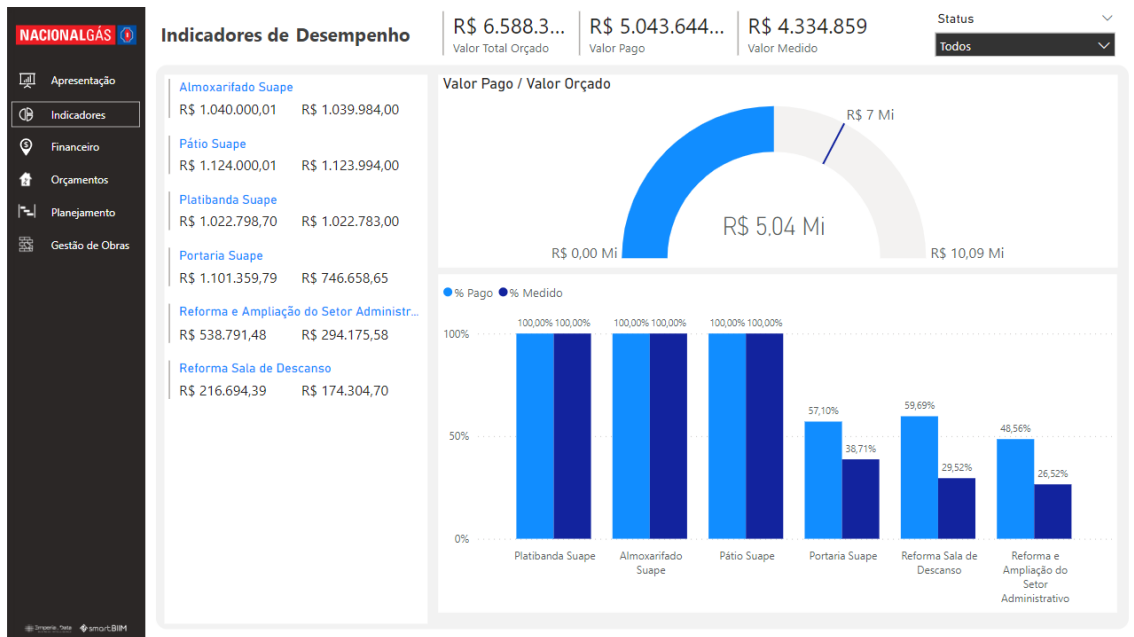 NACIONALGÁS
Apresentação
Indicadores
Financeiro
Orçamentos
Planejamento
Gestão de Obras
smartBIM
Indicadores de Desempenho
R$ 6.588.3...
Valor Total Orçado
R$ 5.043.644...
Valor Pago
R$ 4.334.859
Valor Medido
Status
Todos
Almoxarifado Suape
R$ 1.040.000,01 R$ 1.039.984,00
Pátio Suape
R$ 1.124.000,01 R$ 1.123.994,00
Platibanda Suape
R$ 1.022.798,70 R$ 1.022.783,00
Portaria Suape
R$ 1.101.359,79 R$ 746.658,65
Reforma e Ampliação do Setor Administr...
R$ 538.791,48 R$ 294.175,58
Reforma Sala de Descanso
R$ 216.694,39 R$ 174.304,70
Valor Pago / Valor Orçado
R$ 7 Mi
R$ 5,04 Mi
R$ 0,00 Mi
R$ 10,09 Mi
% Pago % Medido
100,00% 100,00% 100,00% 100,00% 100,00% 100,00%
100%
59,69%
57,10%
48,56%
50%
38,71%
29,52%
26,52%
0%
Platibanda Suape
Almoxarifado
Suape
Pátio Suape
Portaria Suape
Reforma Sala de
Descanso
Reforma e
Ampliação do
Setor
Administrativo